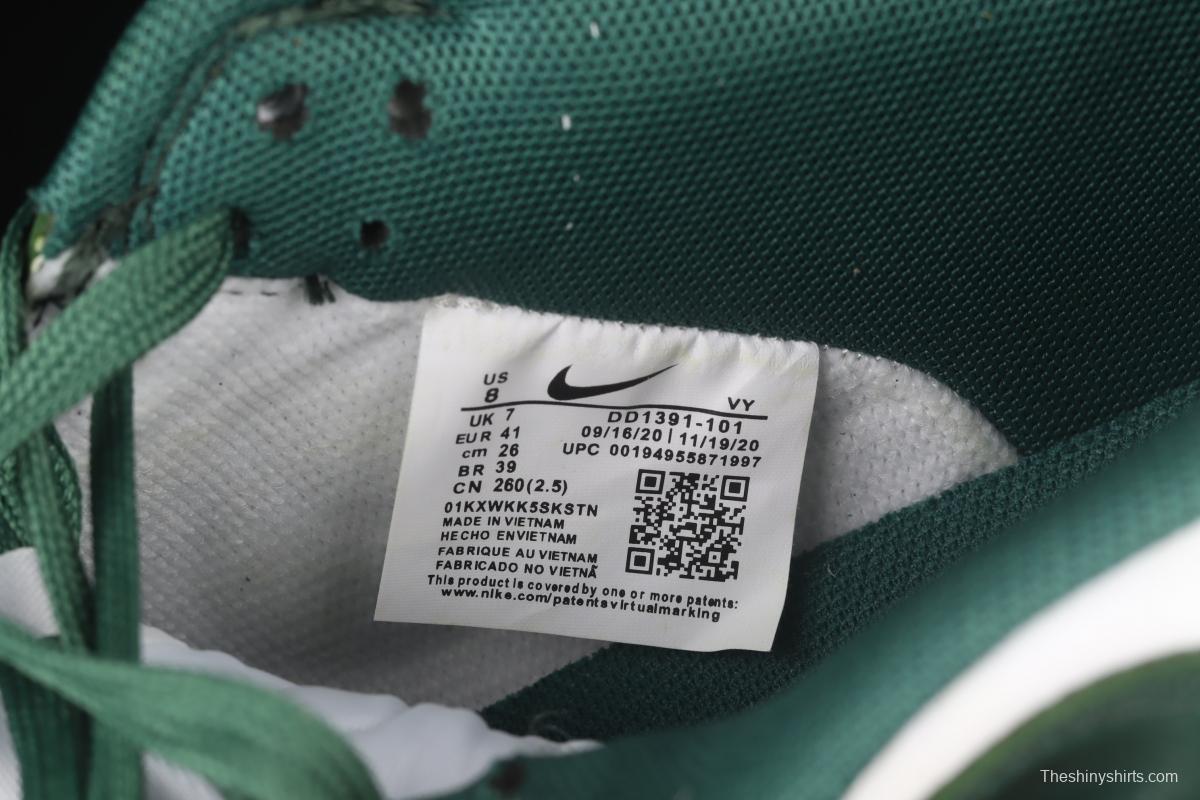 US
8
VY
UK 7
DD1391-101
EUR 41
09/16/20 | 11/19/20
cm 26
UPC 00194955871997
BR 39
CN 260(2.5)
01KXWKK5SKSTN
MADE IN VIETNAM
HECHO ENVIETNAM
FABRIQUE AU VIETNAM
FABRICADO NO VIETNÃ
This product is covered by one or more patents:
www.nike.com/patentsvirtualmarking
Theshinyshirts.com